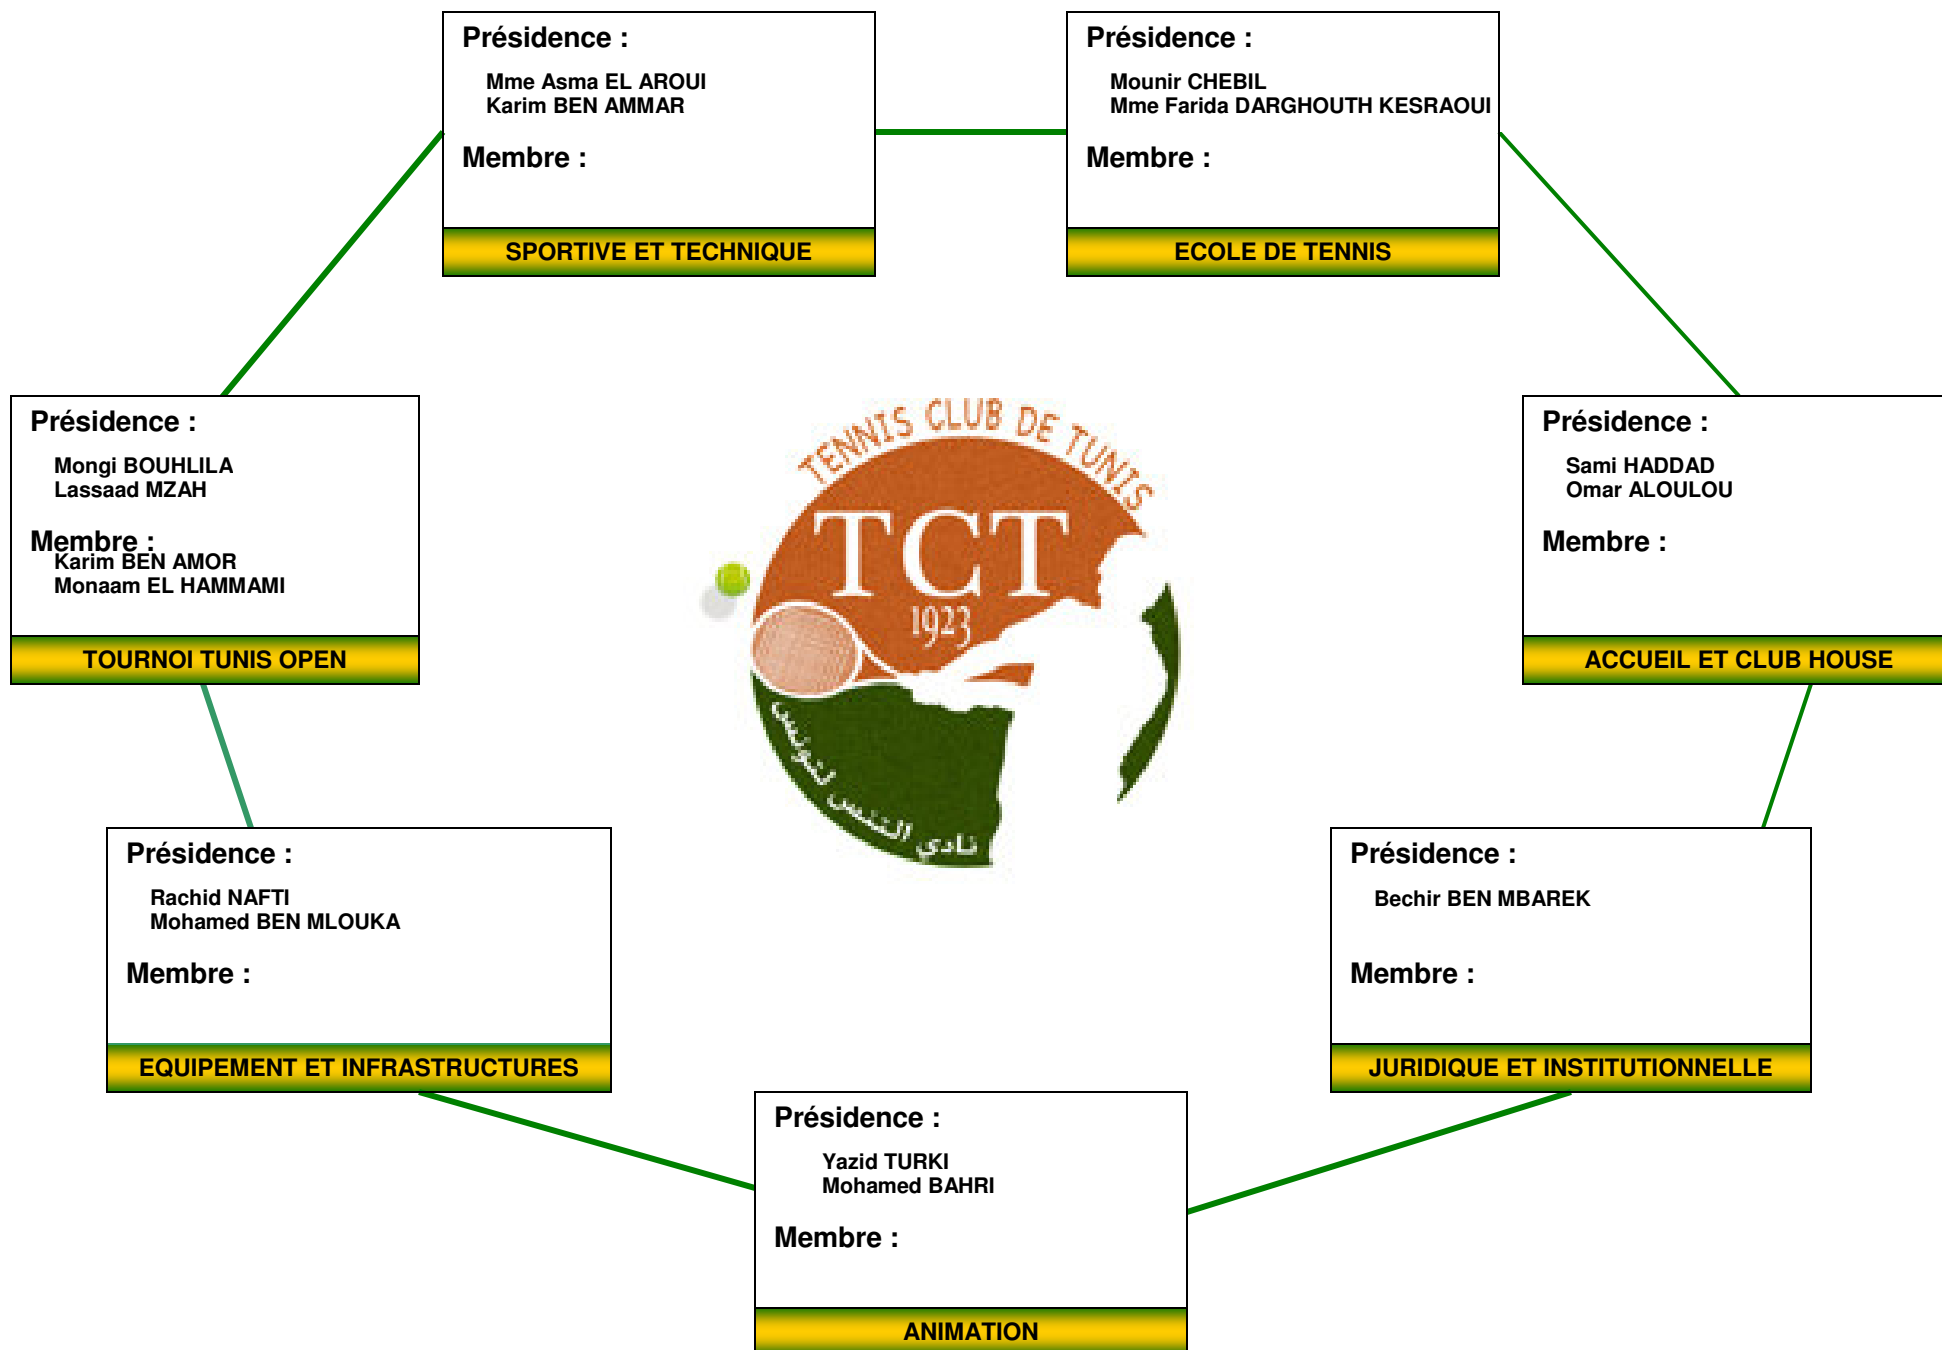 Présidence :
Mme Asma EL AROUI
Karim BEN AMMAR
Membre :
SPORTIVE ET TECHNIQUE
Présidence :
Mounir CHEBIL
Mme Farida DARGHOUTH KESRAOUI
Membre :
ECOLE DE TENNIS
Présidence :
Mongi BOUHLILA
Lassaad MZAH
Membre :
Karim BEN AMOR
Monaam EL HAMMAMI
TOURNOI TUNIS OPEN
TENNIS CLUB DE TUNIS
TCT
1923
نادي التنس لتونس
Présidence :
Sami HADDAD
Omar ALOULOU
Membre :
ACCUEIL ET CLUB HOUSE
Présidence :
Rachid NAFTI
Mohamed BEN MLOUKA
Membre :
EQUIPEMENT ET INFRASTRUCTURES
Présidence :
Bechir BEN MBAREK
Membre :
JURIDIQUE ET INSTITUTIONNELLE
Présidence :
Yazid TURKI
Mohamed BAHRI
Membre :
ANIMATION